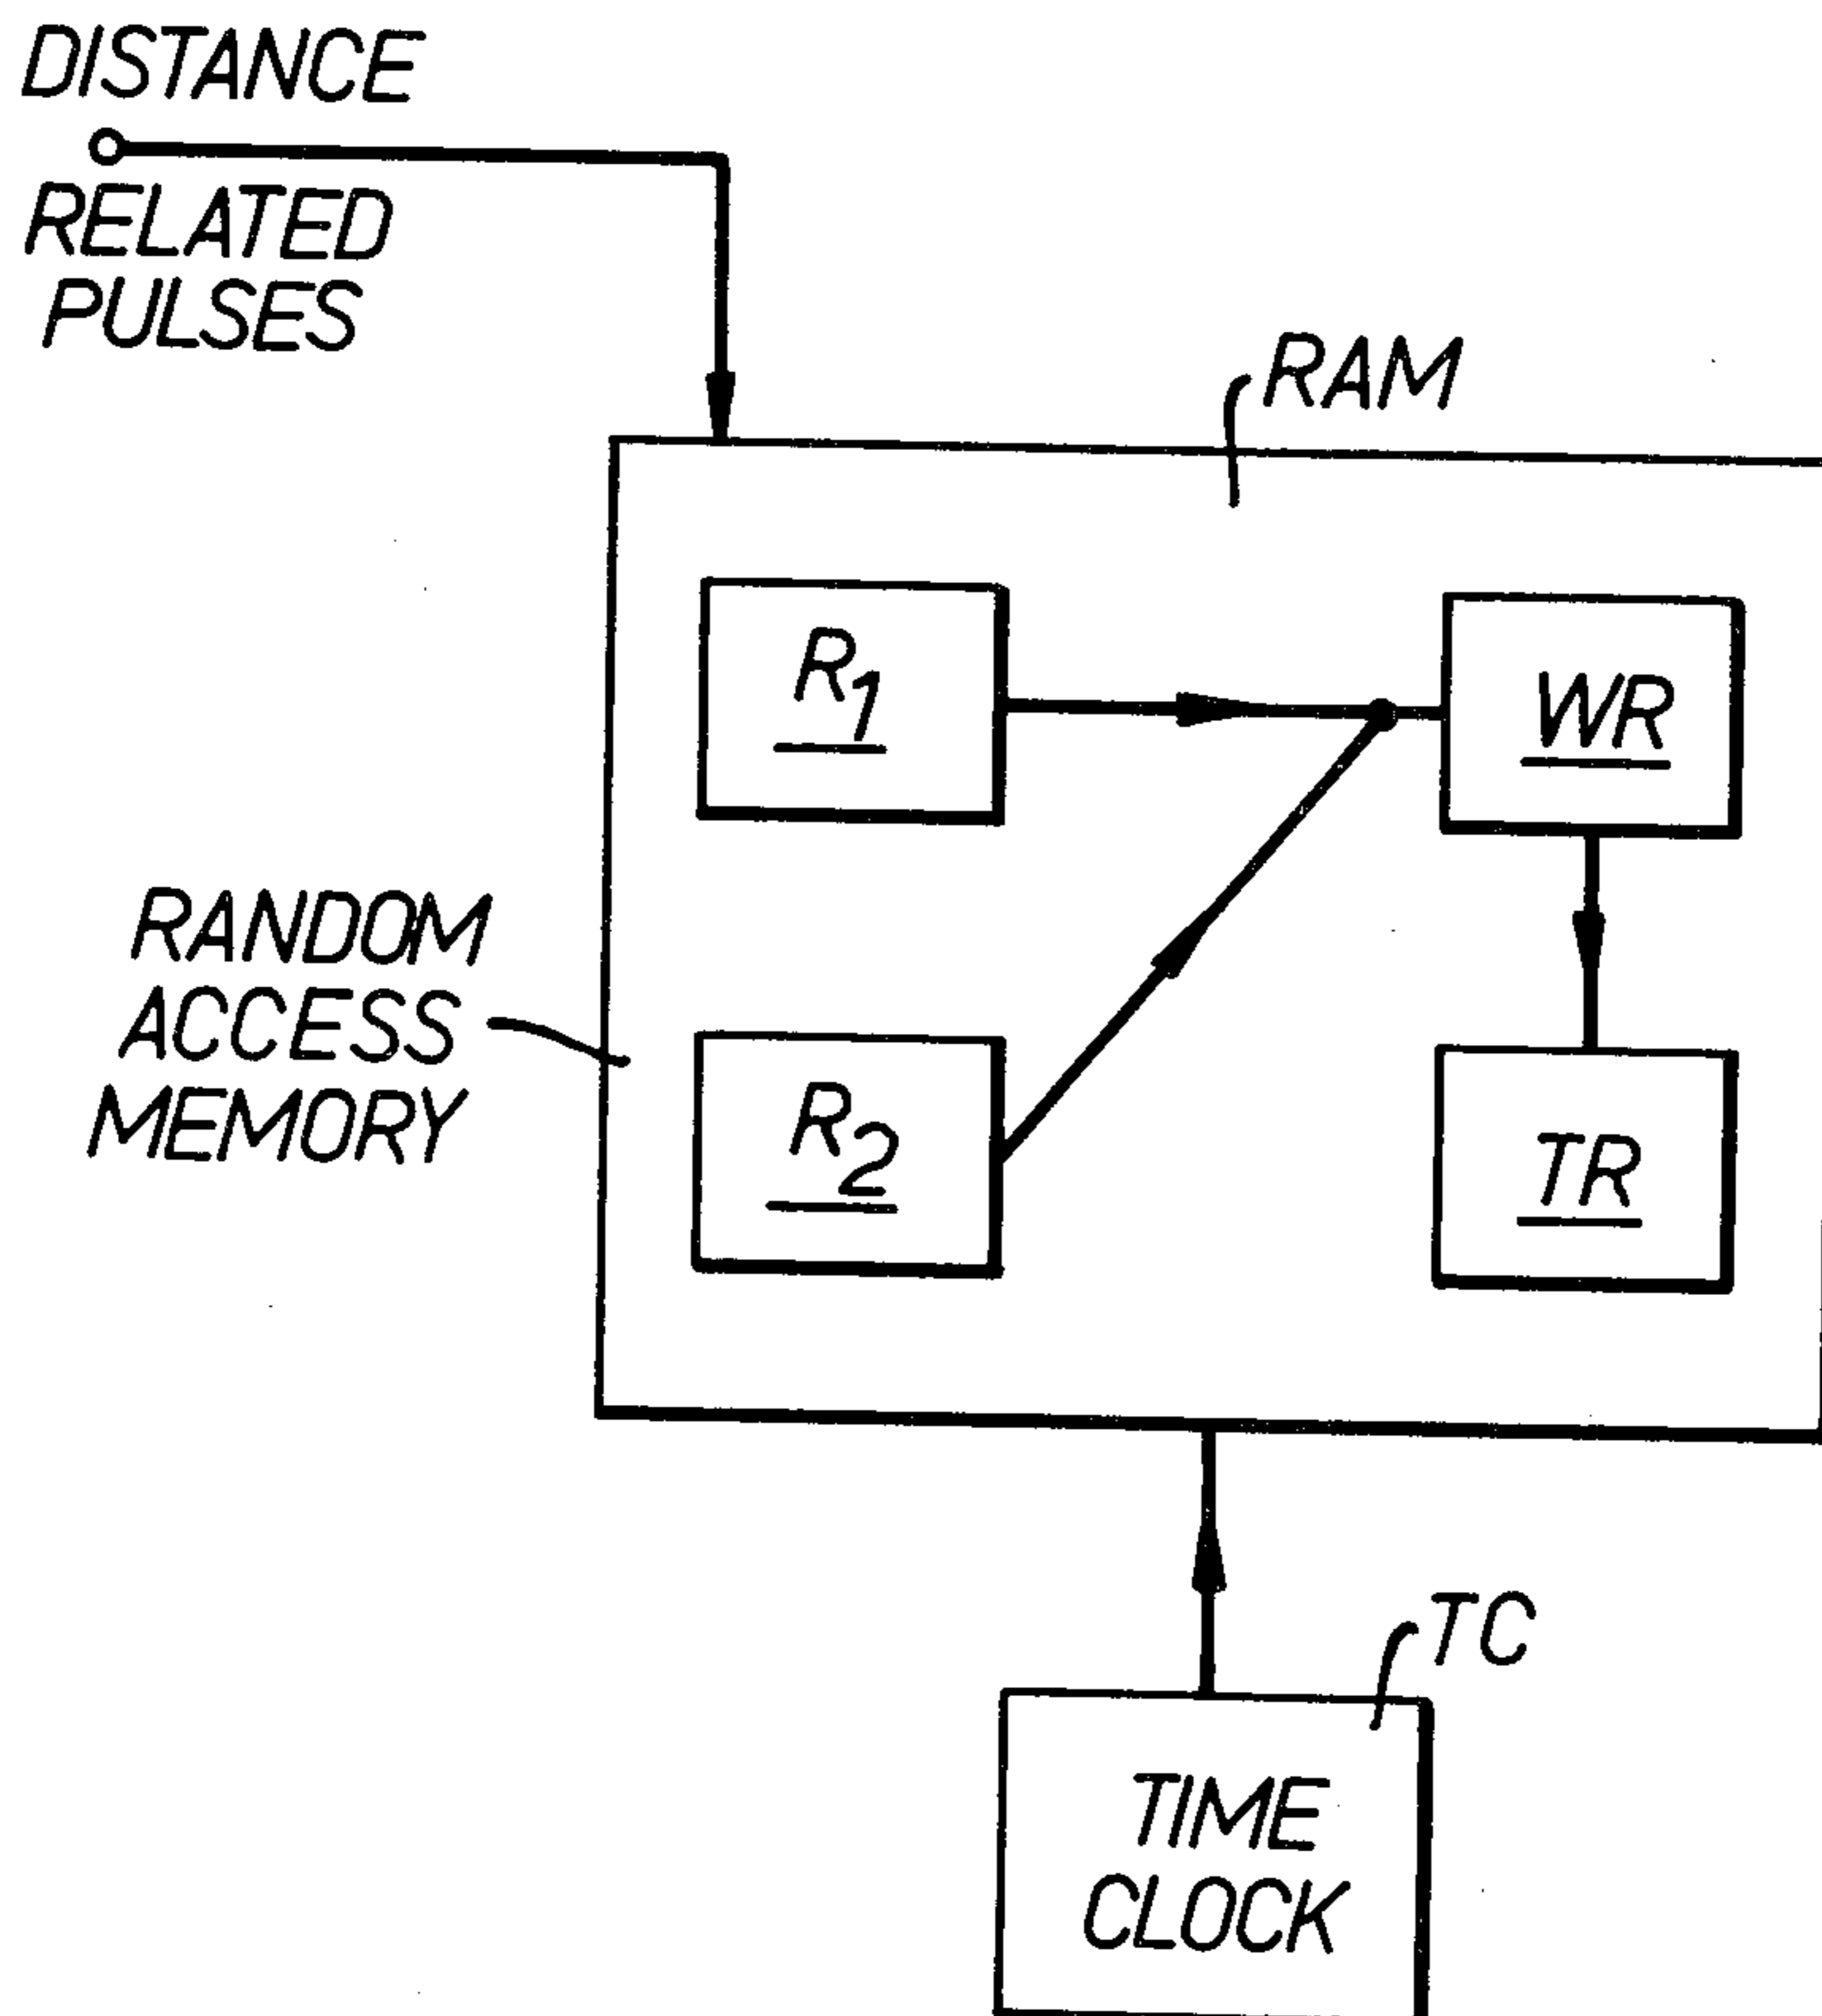 DISTANCE
RELATED
PULSES
RAM
R1
WR
RANDOM
ACCESS
MEMORY
R2
TR
TC
TIME
CLOCK